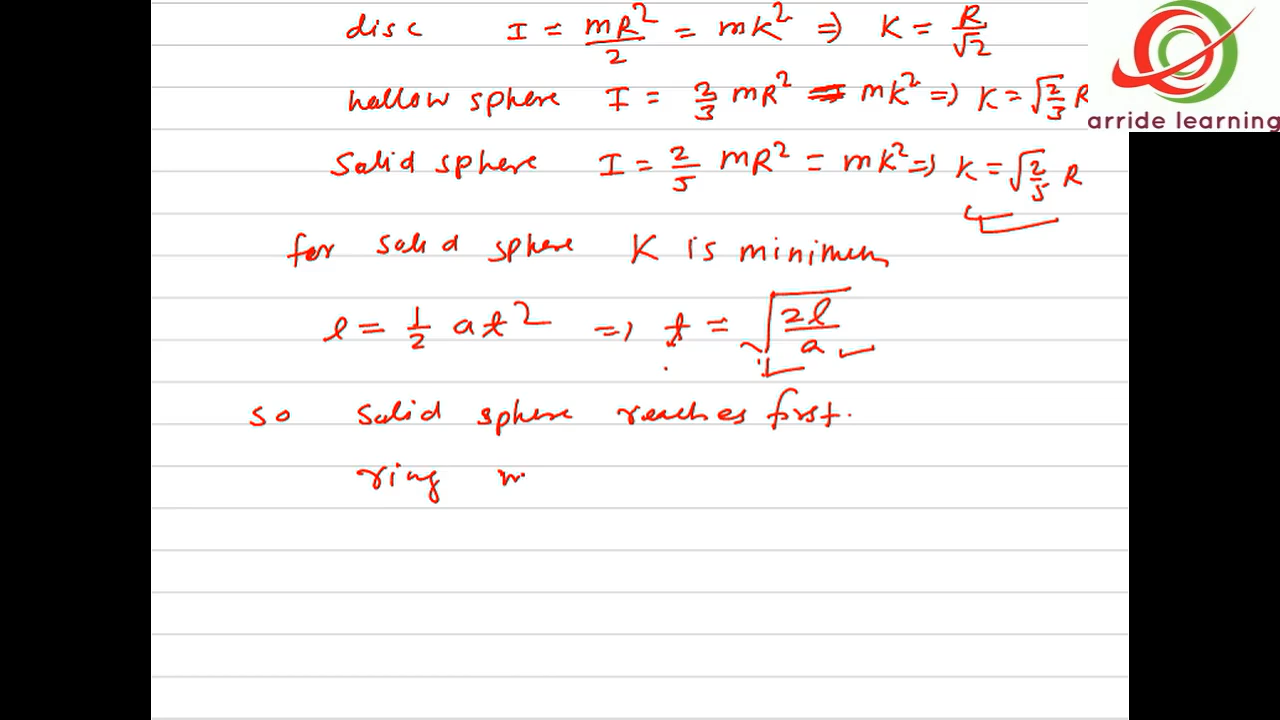 disc I = mR²/2 = mK² => K = R/√2
hollow sphere I = 2/3 mR² = mK² => K = √(2/3) R
arride learning
solid sphere I = 2/5 mR² = mK² => K = √(2/5) R
for solid sphere K is minimum
l = 1/2 at² => t = √(2l/a)
so solid sphere reaches first.
ring